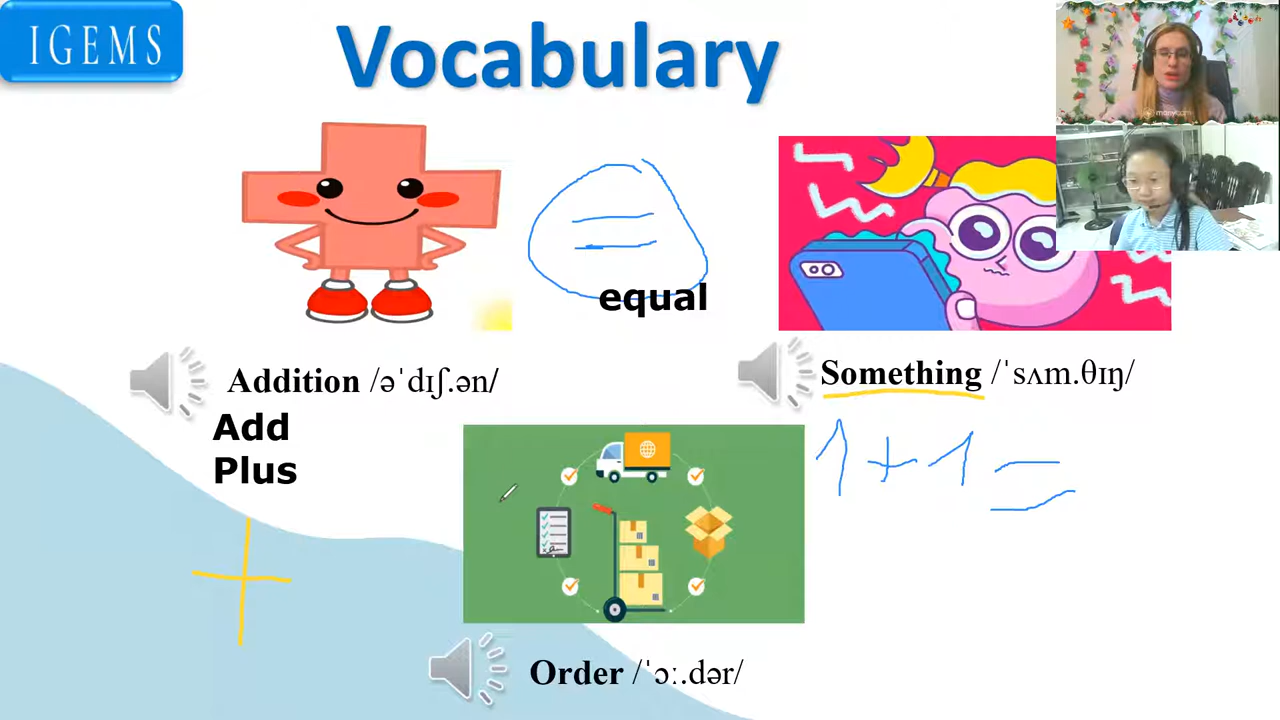 IGEMS
Vocabulary
equal
Addition /əˈdɪʃ.ən/
Add
Plus
+
Something /ˈsʌm.θɪŋ/
1+1=
Order /ˈɔː.dər/